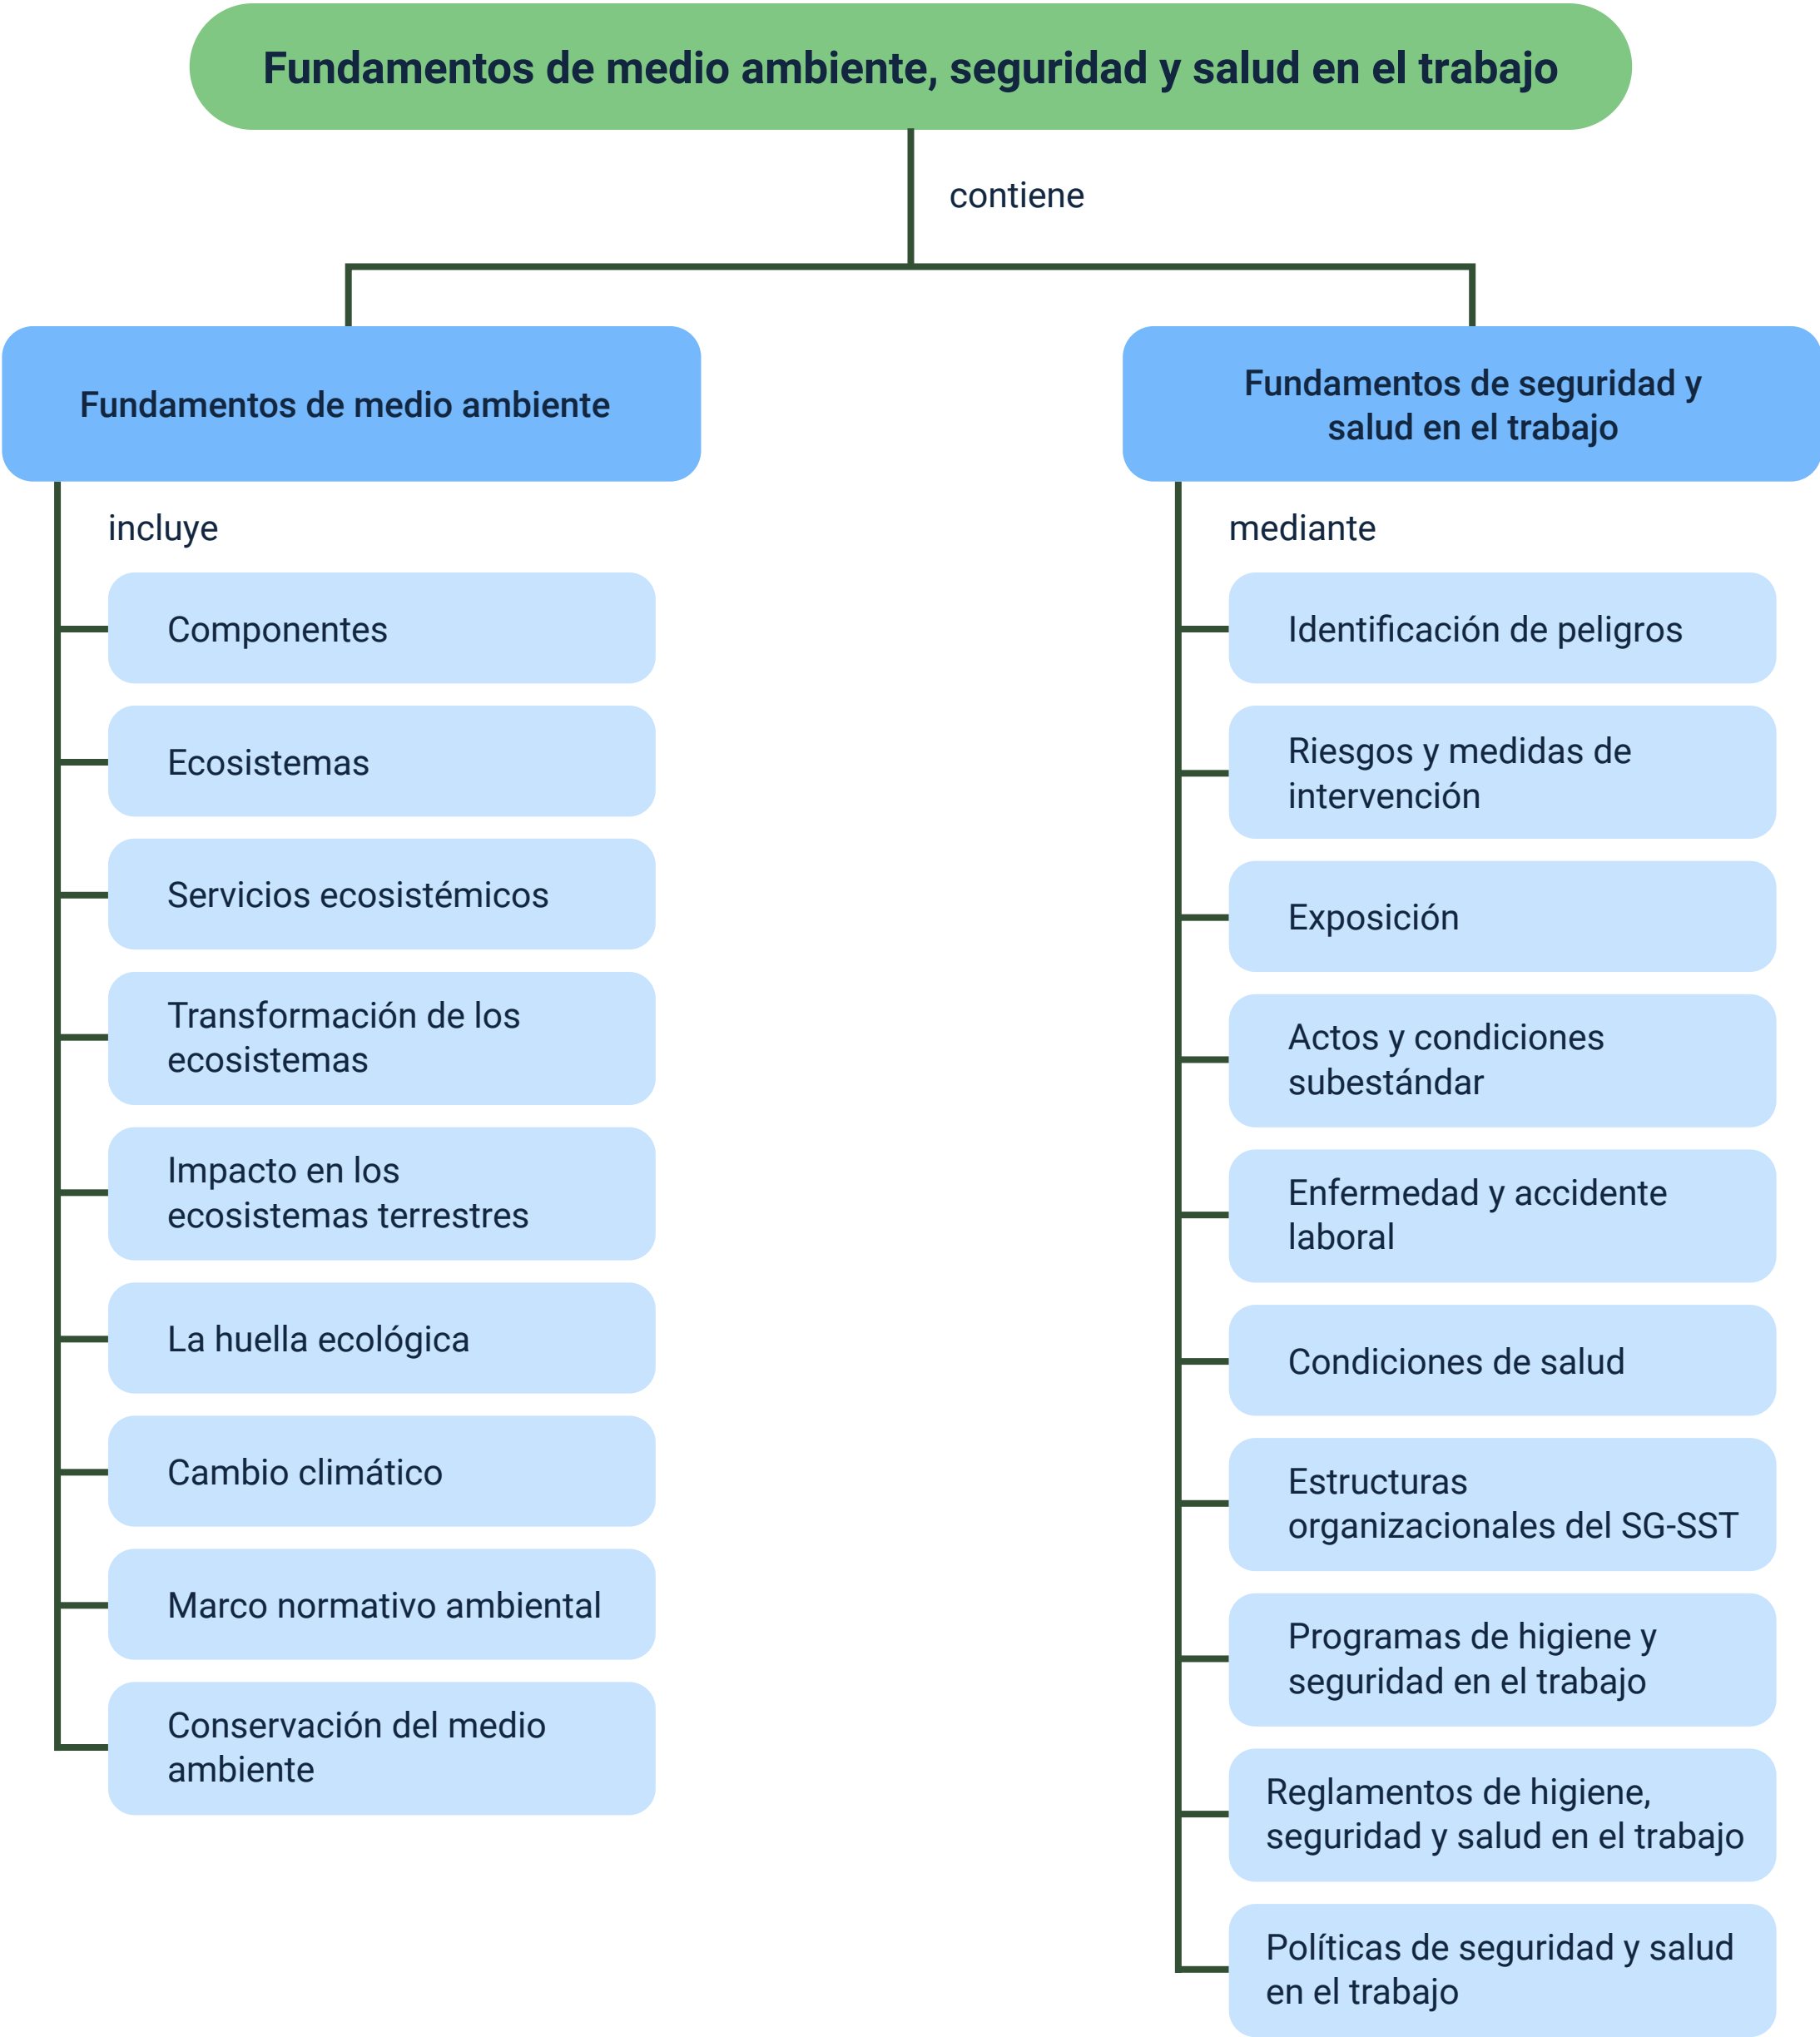 Fundamentos de medio ambiente, seguridad y salud en el trabajo
contiene
Fundamentos de medio ambiente
incluye
Componentes
Ecosistemas
Servicios ecosistémicos
Transformación de los
ecosistemas
Impacto en los
ecosistemas terrestres
La huella ecológica
Cambio climático
Marco normativo ambiental
Conservación del medio
ambiente
Fundamentos de seguridad y
salud en el trabajo
mediante
Identificación de peligros
Riesgos y medidas de
intervención
Exposición
Actos y condiciones
subestándar
Enfermedad y accidente
laboral
Condiciones de salud
Estructuras
organizacionales del SG-SST
Programas de higiene y
seguridad en el trabajo
Reglamentos de higiene,
seguridad y salud en el trabajo
Políticas de seguridad y salud
en el trabajo